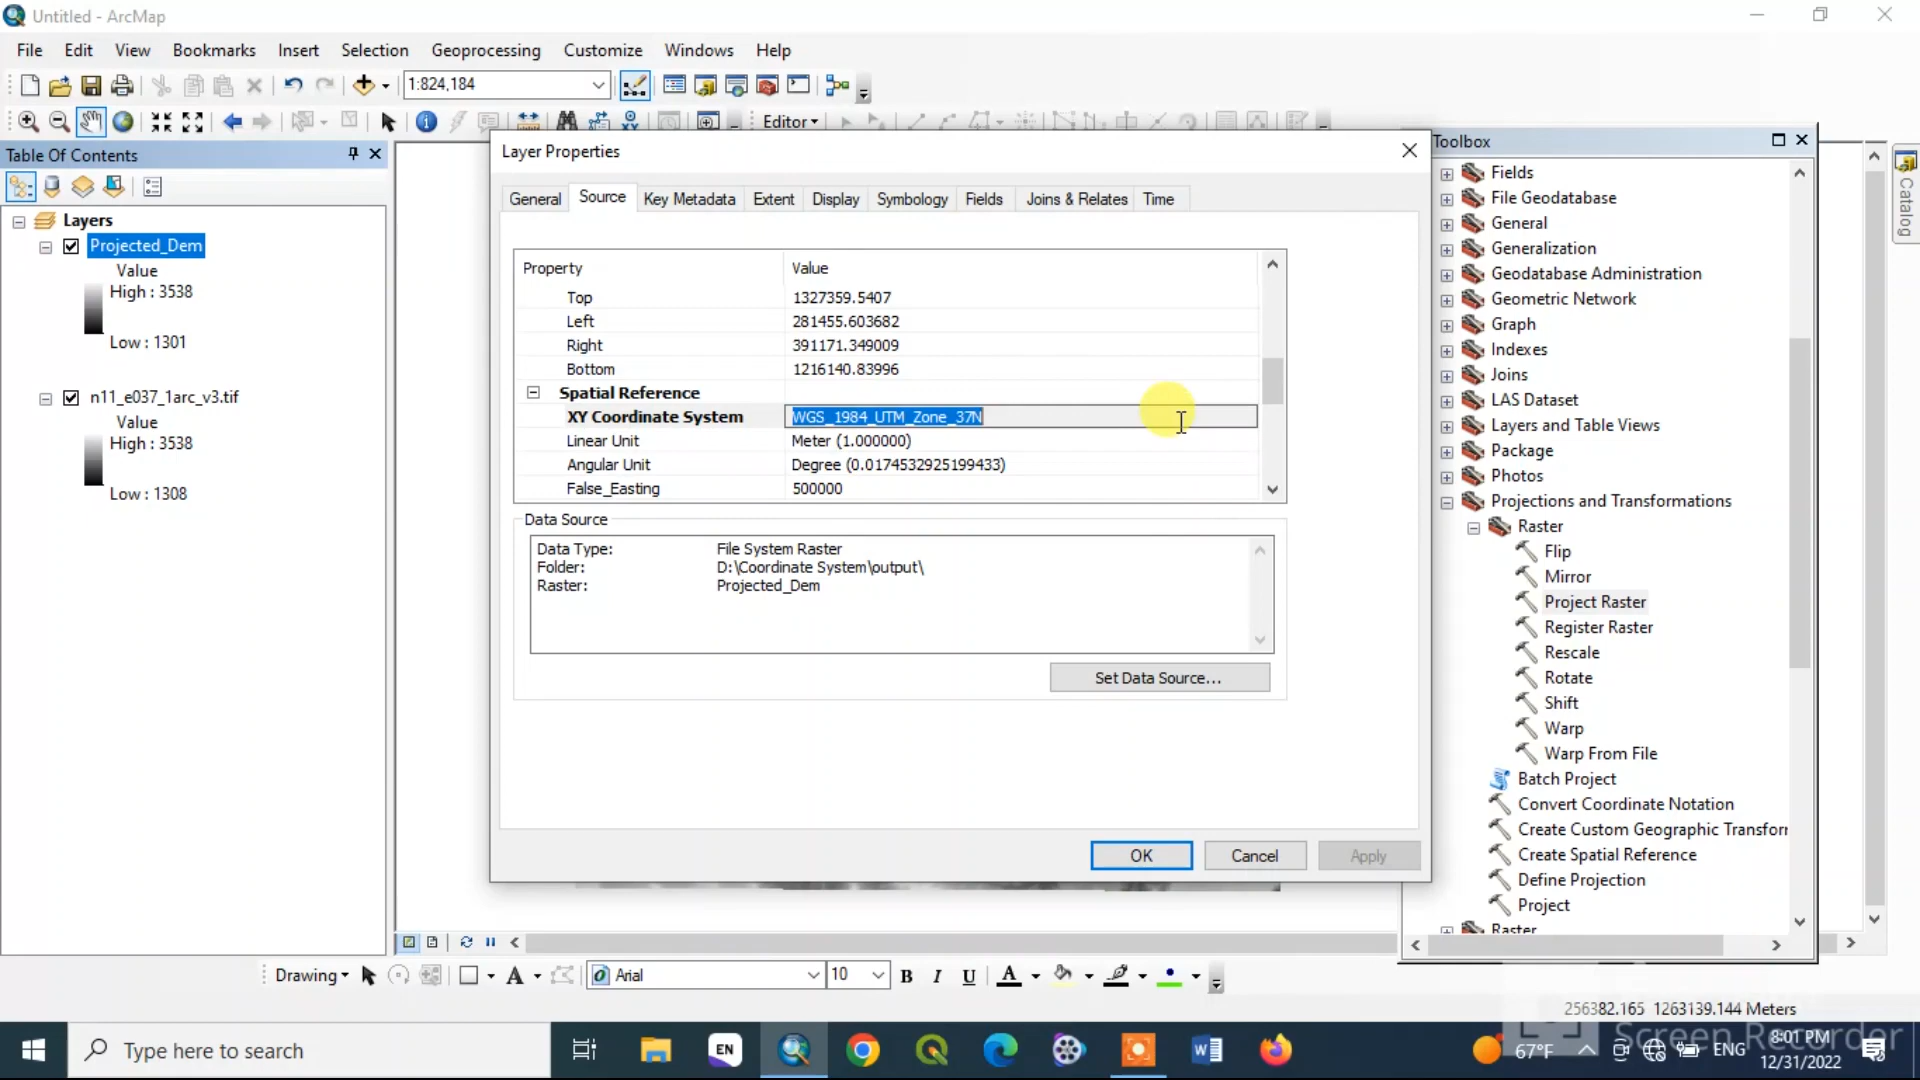 Untitled - ArcMap
File Edit View Bookmarks Insert Selection Geoprocessing Customize Windows Help
1:824,184
Editor
Table Of Contents
Layers
Projected_Dem
Value
High : 3538
Low : 1301
n11_e037_1arc_v3.tif
Value
High : 3538
Low : 1308
Layer Properties
General Source Key Metadata Extent Display Symbology Fields Joins & Relates Time
Property Value
Top 1327359.5407
Left 281455.603682
Right 391171.349009
Bottom 1216140.83996
Spatial Reference
XY Coordinate System WGS_1984_UTM_Zone_37N
Linear Unit Meter (1.000000)
Angular Unit Degree (0.0174532925199433)
False_Easting 500000
Data Source
Data Type: File System Raster
Folder: D:\Coordinate System\output\
Raster: Projected_Dem
Set Data Source...
OK Cancel Apply
Toolbox
Fields
File Geodatabase
General
Generalization
Geodatabase Administration
Geometric Network
Graph
Indexes
Joins
LAS Dataset
Layers and Table Views
Package
Photos
Projections and Transformations
Raster
Flip
Mirror
Project Raster
Register Raster
Rescale
Rotate
Shift
Warp
Warp From File
Batch Project
Convert Coordinate Notation
Create Custom Geographic Transfor
Create Spatial Reference
Define Projection
Project
Raster
Catalog
Drawing A Arial 10 B I U A
256382.165 1263139.144 Meters
Screen Recorder
Type here to search
EN
67°F
ENG
8:01 PM
12/31/2022